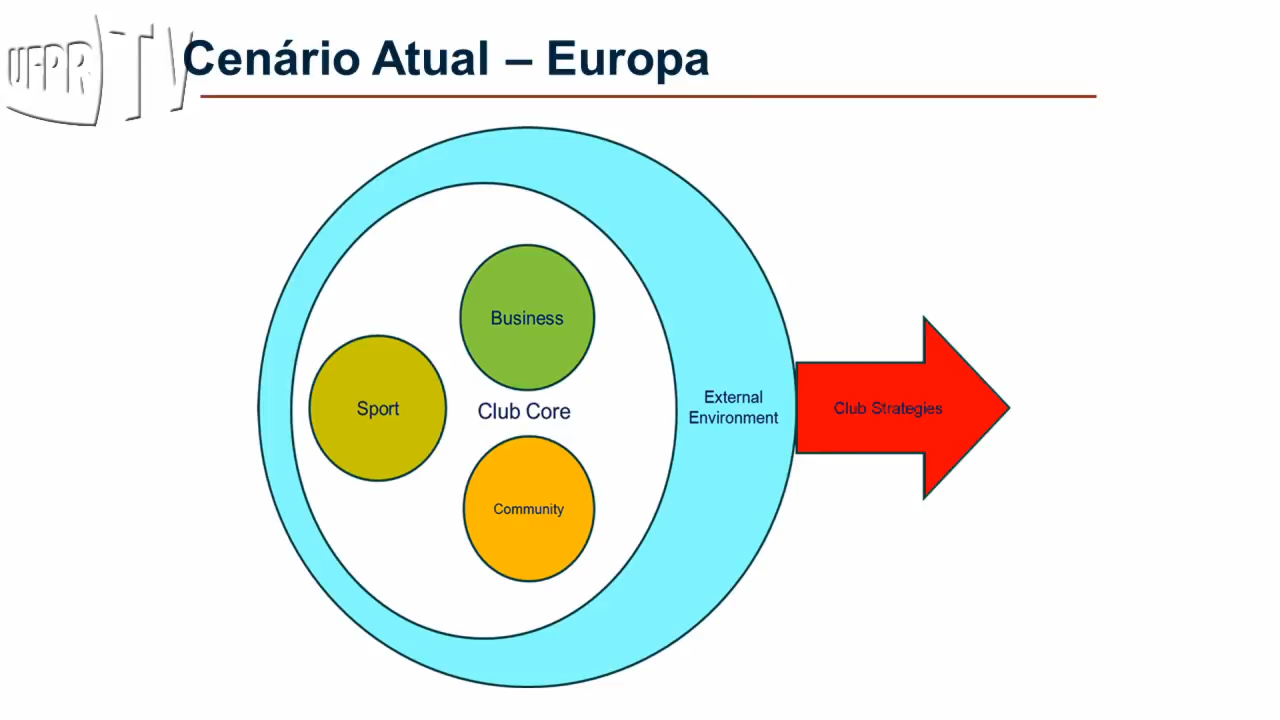 UFPR TV
Cenário Atual – Europa
Business
Sport
Club Core
External
Environment
Club Strategies
Community